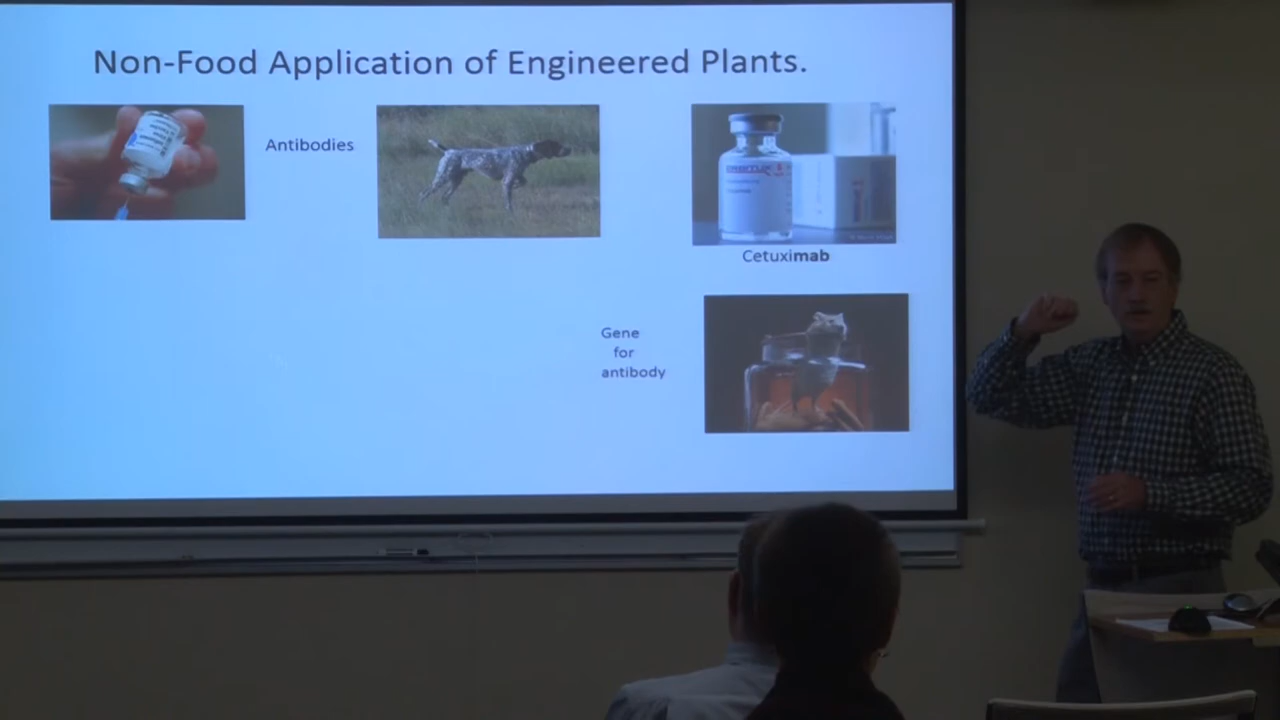 Non-Food Application of Engineered Plants.
Antibodies
Cetuximab
Gene
for
antibody